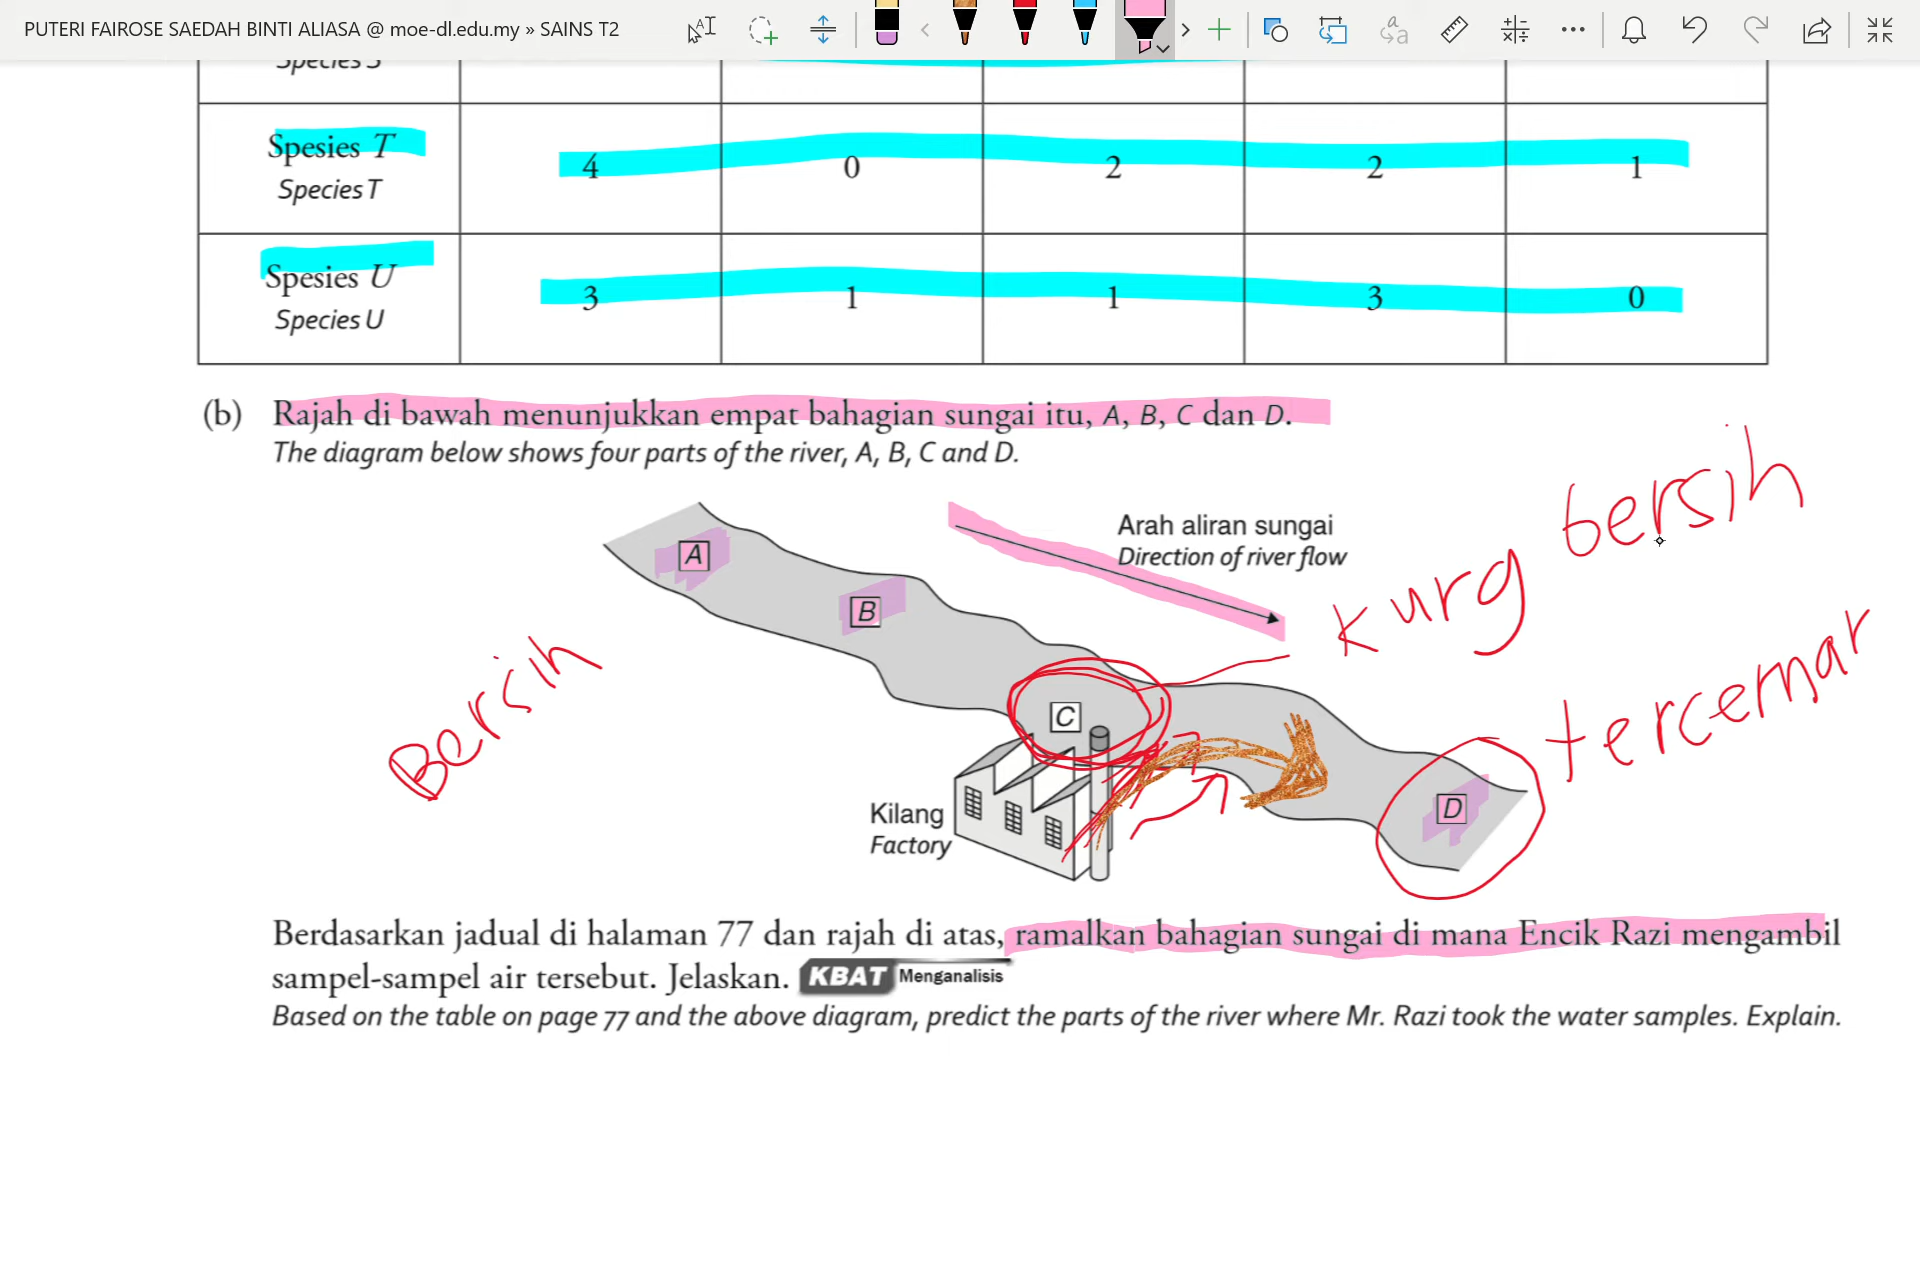 PUTERI FAIROSE SAEDAH BINTI ALIASA @ moe-dl.edu.my » SAINS T2
Species S
Spesies T 4 0 2 2 1
Species T
Spesies U 3 1 1 3 0
Species U
(b) Rajah di bawah menunjukkan empat bahagian sungai itu, A, B, C dan D.
The diagram below shows four parts of the river, A, B, C and D.
Arah aliran sungai
Direction of river flow
kurg bersih
A
B
Bersih
C
tercemar
D
Kilang
Factory
Berdasarkan jadual di halaman 77 dan rajah di atas, ramalkan bahagian sungai di mana Encik Razi mengambil
sampel-sampel air tersebut. Jelaskan. KBAT Menganalisis
Based on the table on page 77 and the above diagram, predict the parts of the river where Mr. Razi took the water samples. Explain.